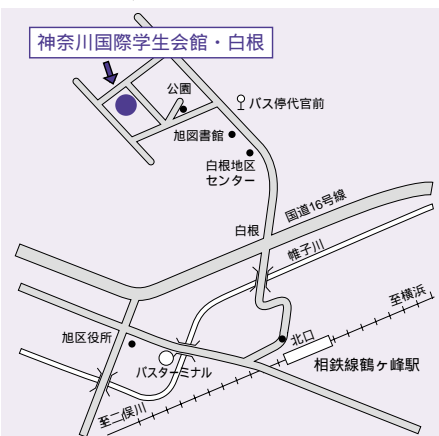 神奈川国際学生会館・白根
公園
バス停代官前
旭図書館
白根地区
センター
国道16号線
白根
帷子川
至横浜
北口
旭区役所
相鉄線鶴ヶ峰駅
バスターミナル
至二俣川